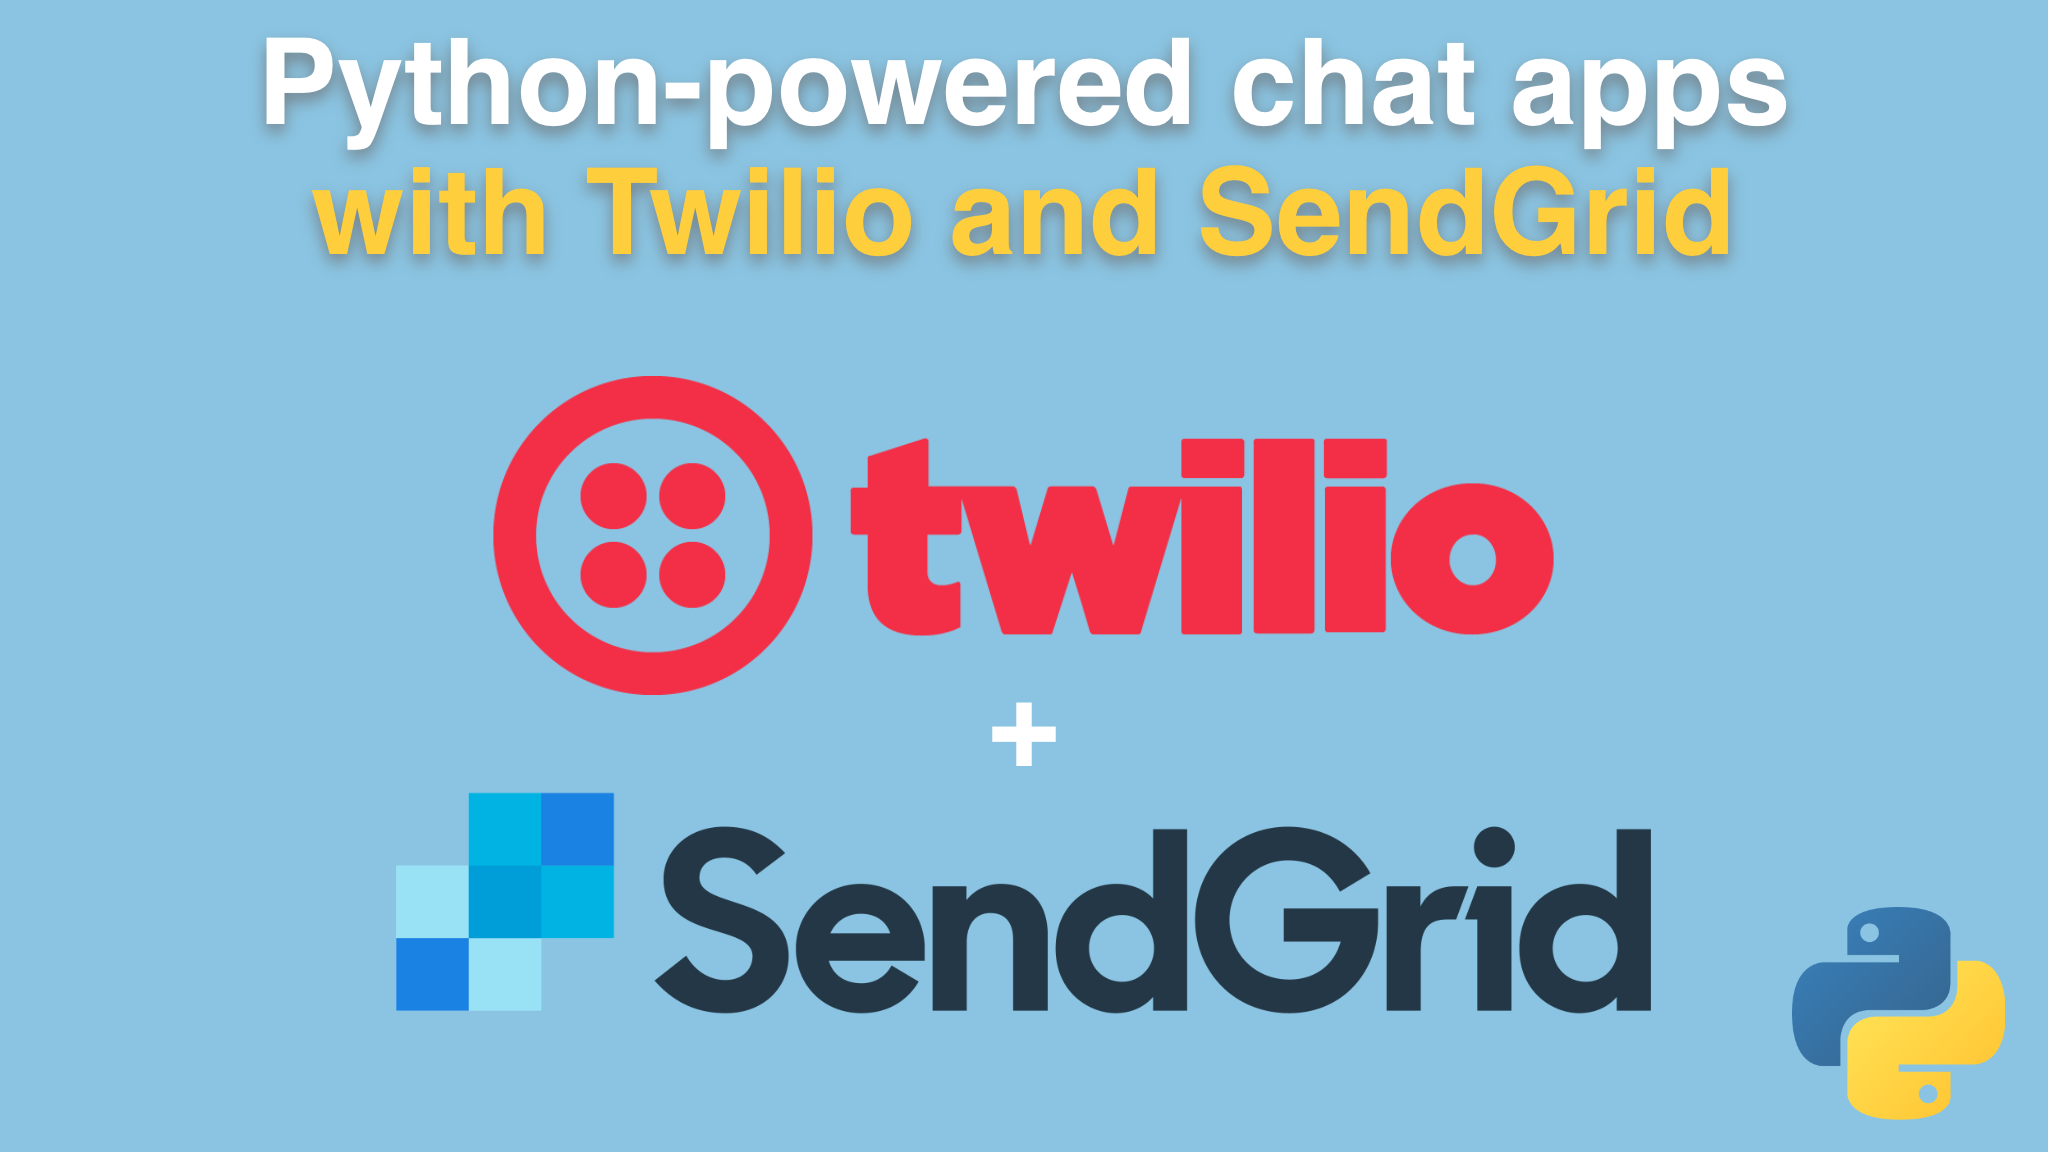 Python-powered chat apps
with Twilio and SendGrid
twilio
+
SendGrid